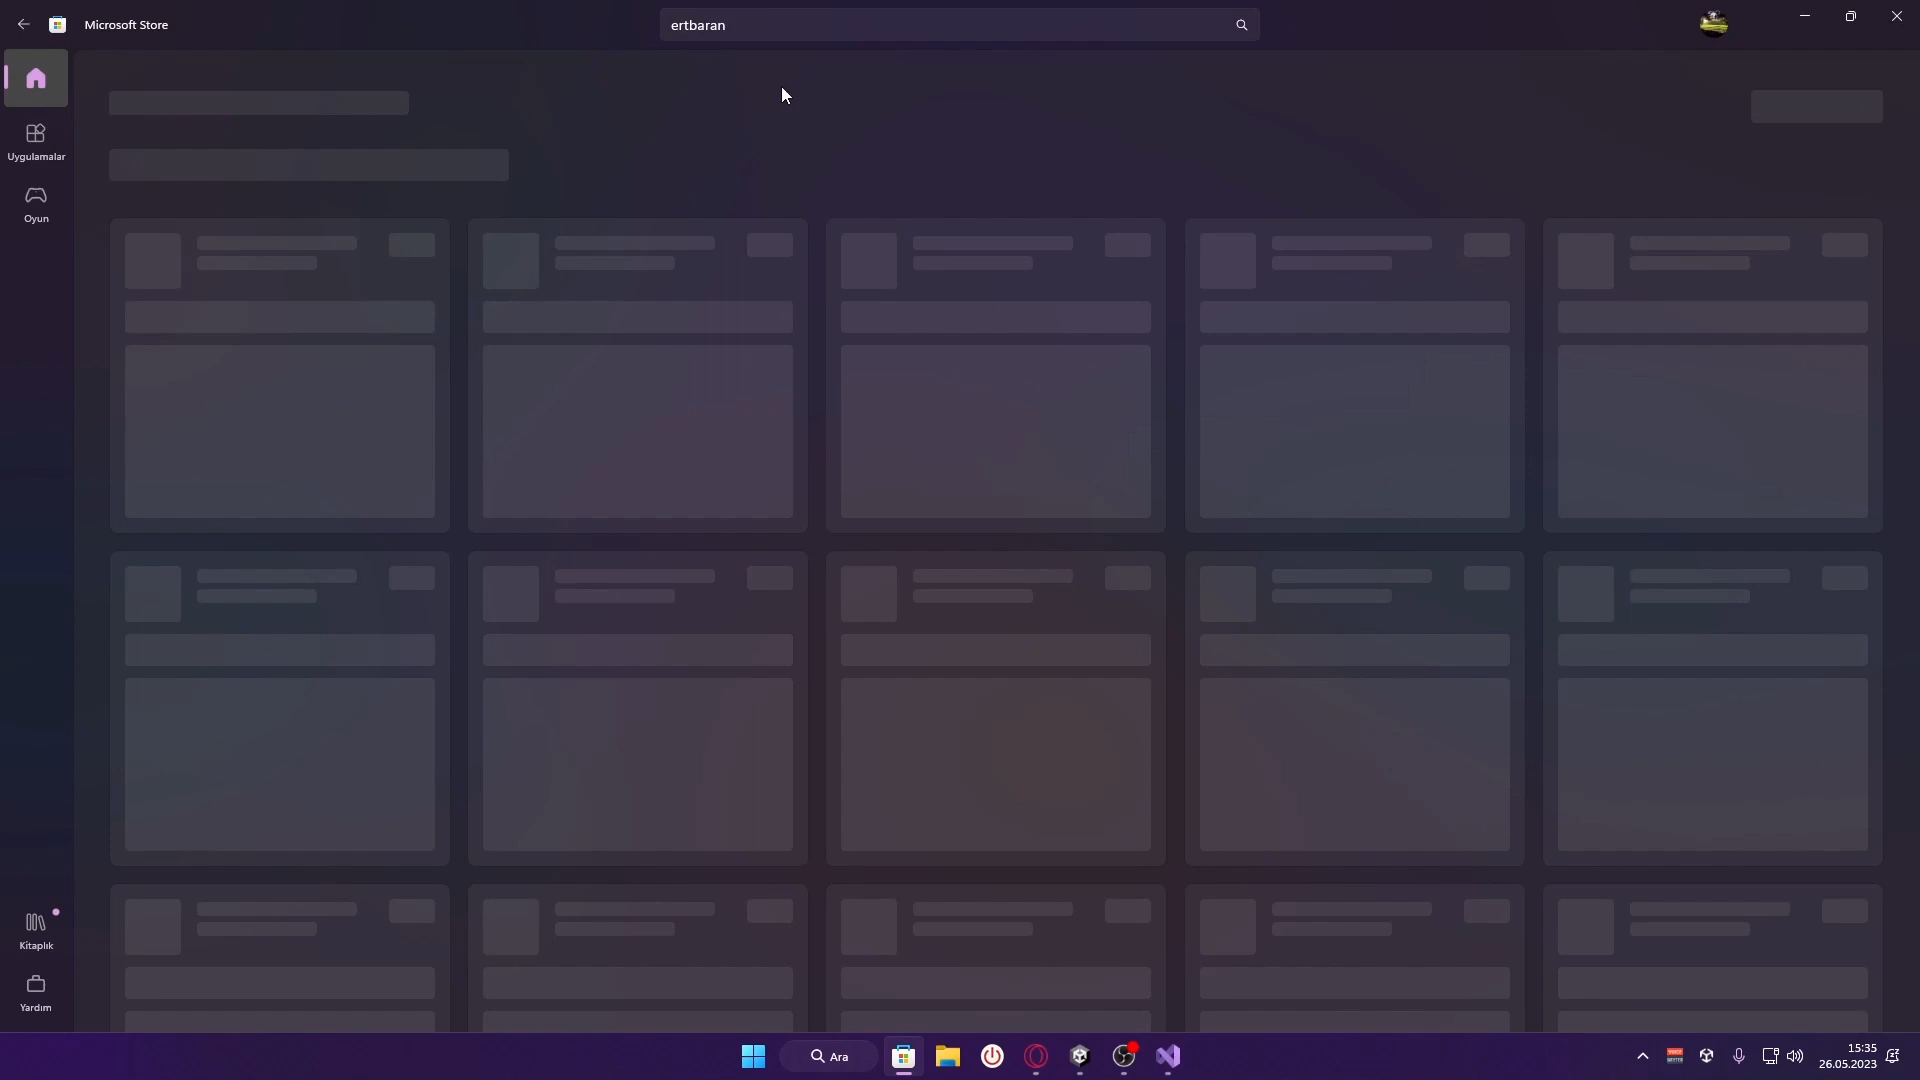 Microsoft Store
ertbaran
Uygulamalar
Oyun
Kitaplık
Yardım
Ara
15:35
26.05.2023